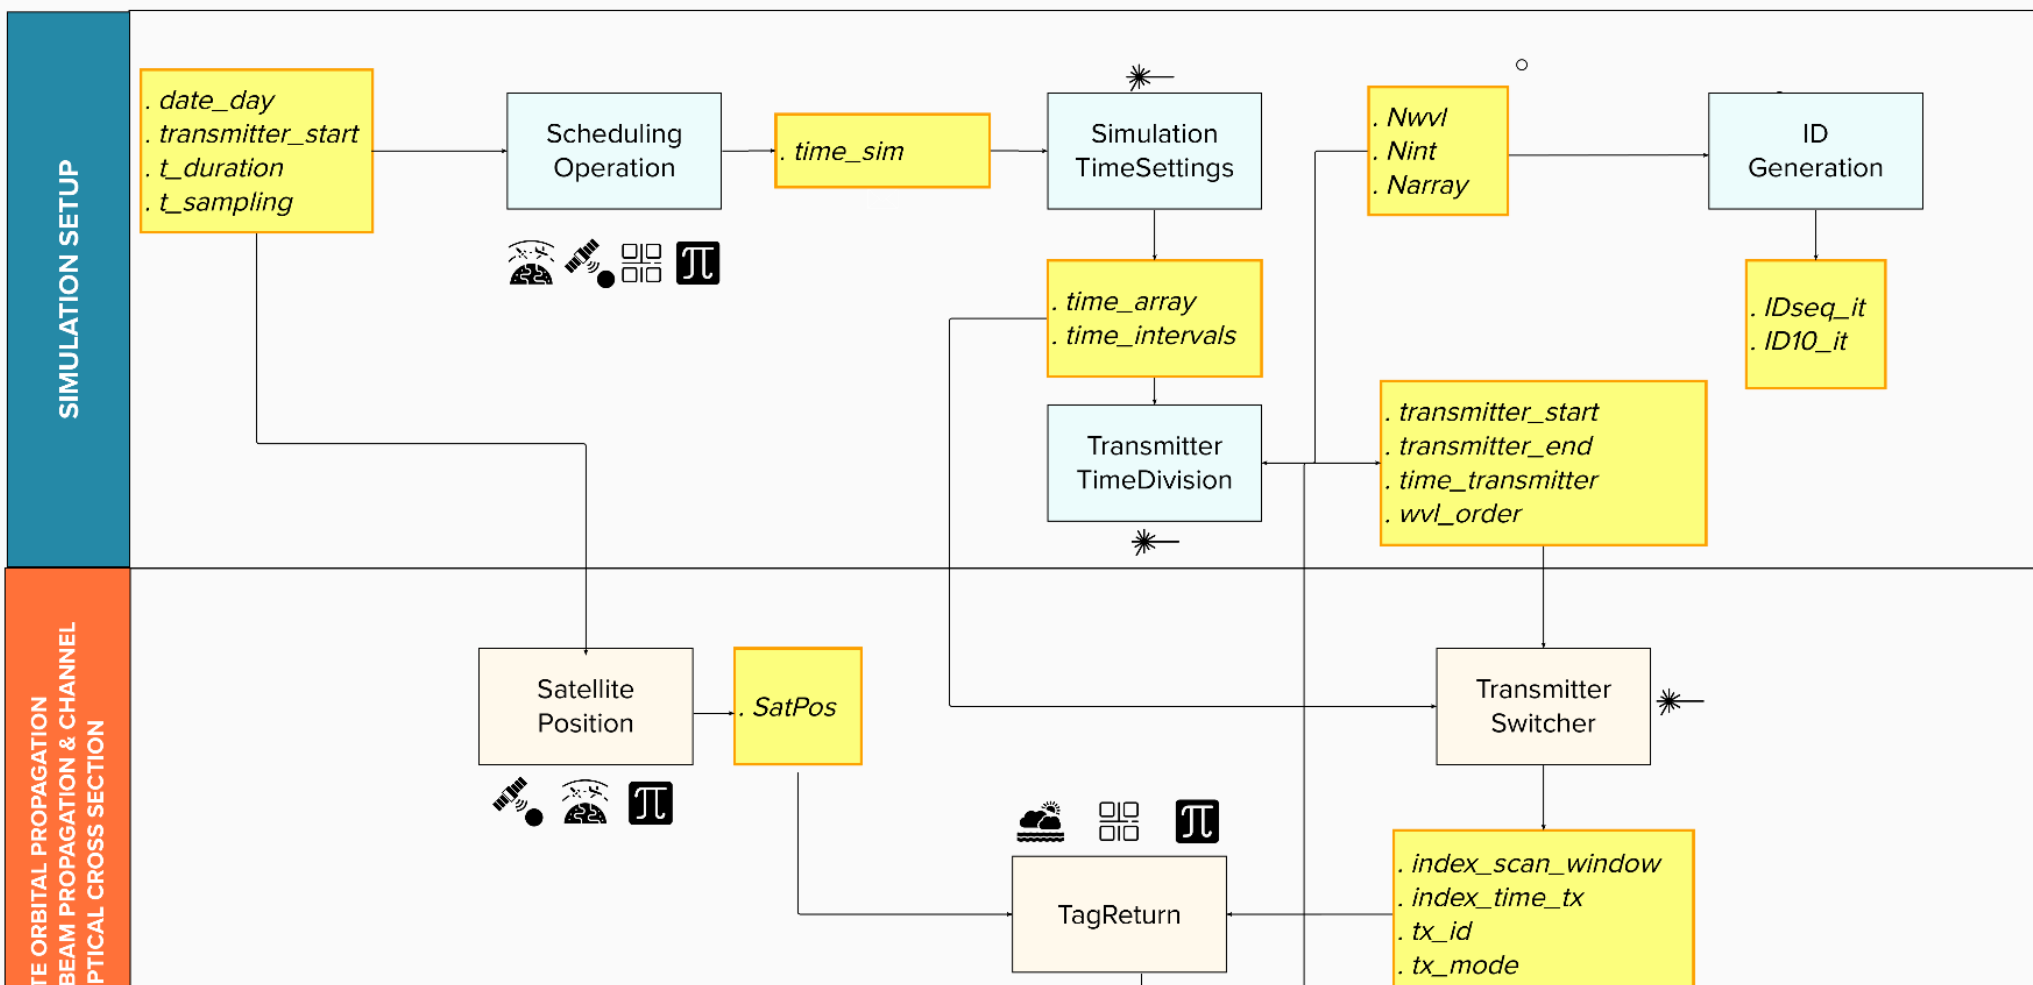 SIMULATION SETUP
. date_day
. transmitter_start
. t_duration
. t_sampling
Scheduling
Operation
. time_sim
Simulation
TimeSettings
. Nwvl
. Nint
. Narray
ID
Generation
. time_array
. time_intervals
. IDseq_it
. ID10_it
Transmitter
TimeDivision
. transmitter_start
. transmitter_end
. time_transmitter
. wvl_order
ORBITAL PROPAGATION
BEAM PROPAGATION & CHANNEL
CROSS SECTION
Satellite
Position
. SatPos
Transmitter
Switcher
TagReturn
. index_scan_window
. index_time_tx
. tx_id
. tx_mode